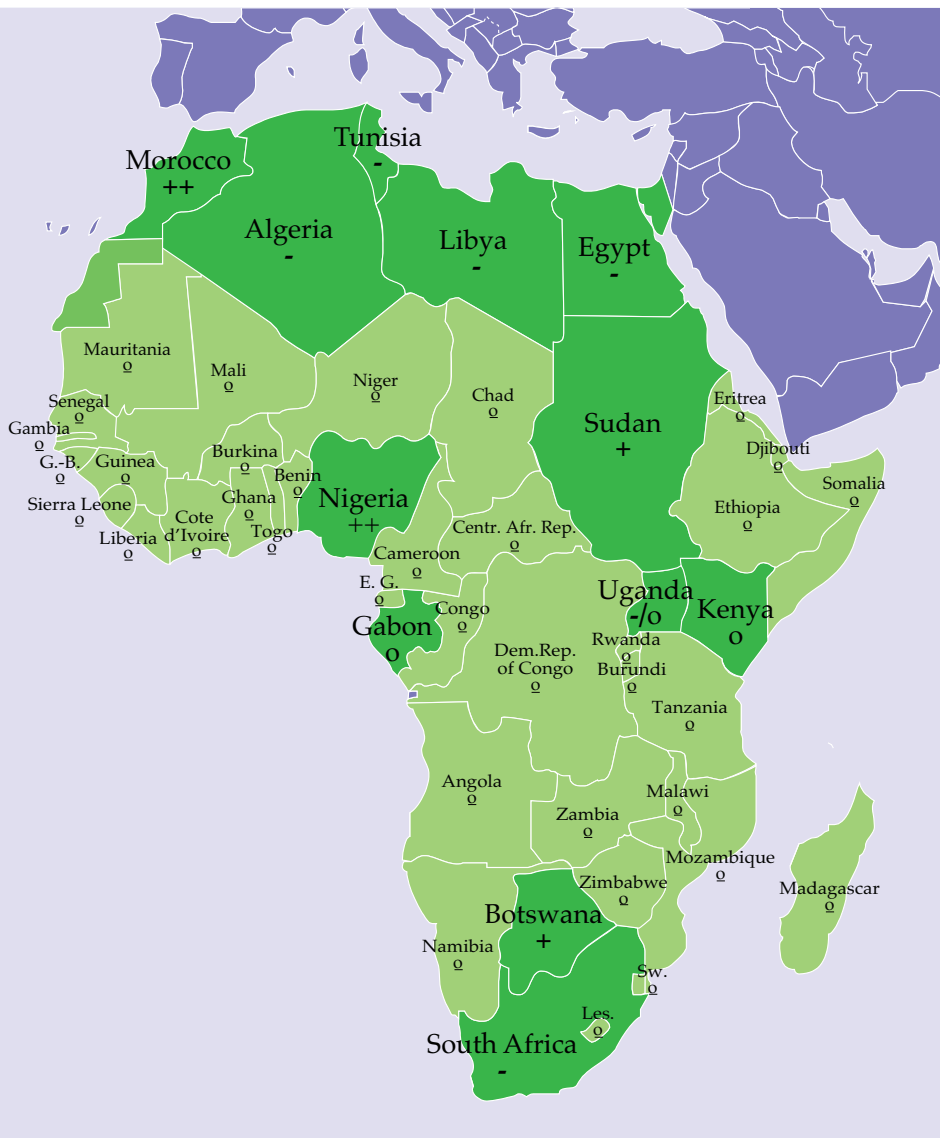 Tunisia
-
Morocco
++
Algeria
-
Libya
-
Egypt
-
Mauritania
o
Mali
o
Niger
o
Chad
o
Sudan
+
Eritrea
o
Senegal
o
Gambia
o
G.-B.
o
Guinea
o
Burkina
o
Benin
o
Nigeria
++
Djibouti
o
Somalia
o
Ethiopia
o
Sierra Leone
o
Liberia
o
Cote
d'Ivoire
o
Ghana
o
Togo
o
Centr. Afr. Rep.
o
Cameroon
o
E. G.
o
Gabon
o
Congo
o
Uganda
-/o
Kenya
o
Rwanda
o
Dem.Rep.
of Congo
o
Burundi
o
Tanzania
o
Angola
o
Zambia
o
Malawi
o
Mozambique
o
Zimbabwe
o
Madagascar
o
Botswana
+
Namibia
o
Sw.
o
Les.
o
South Africa
-